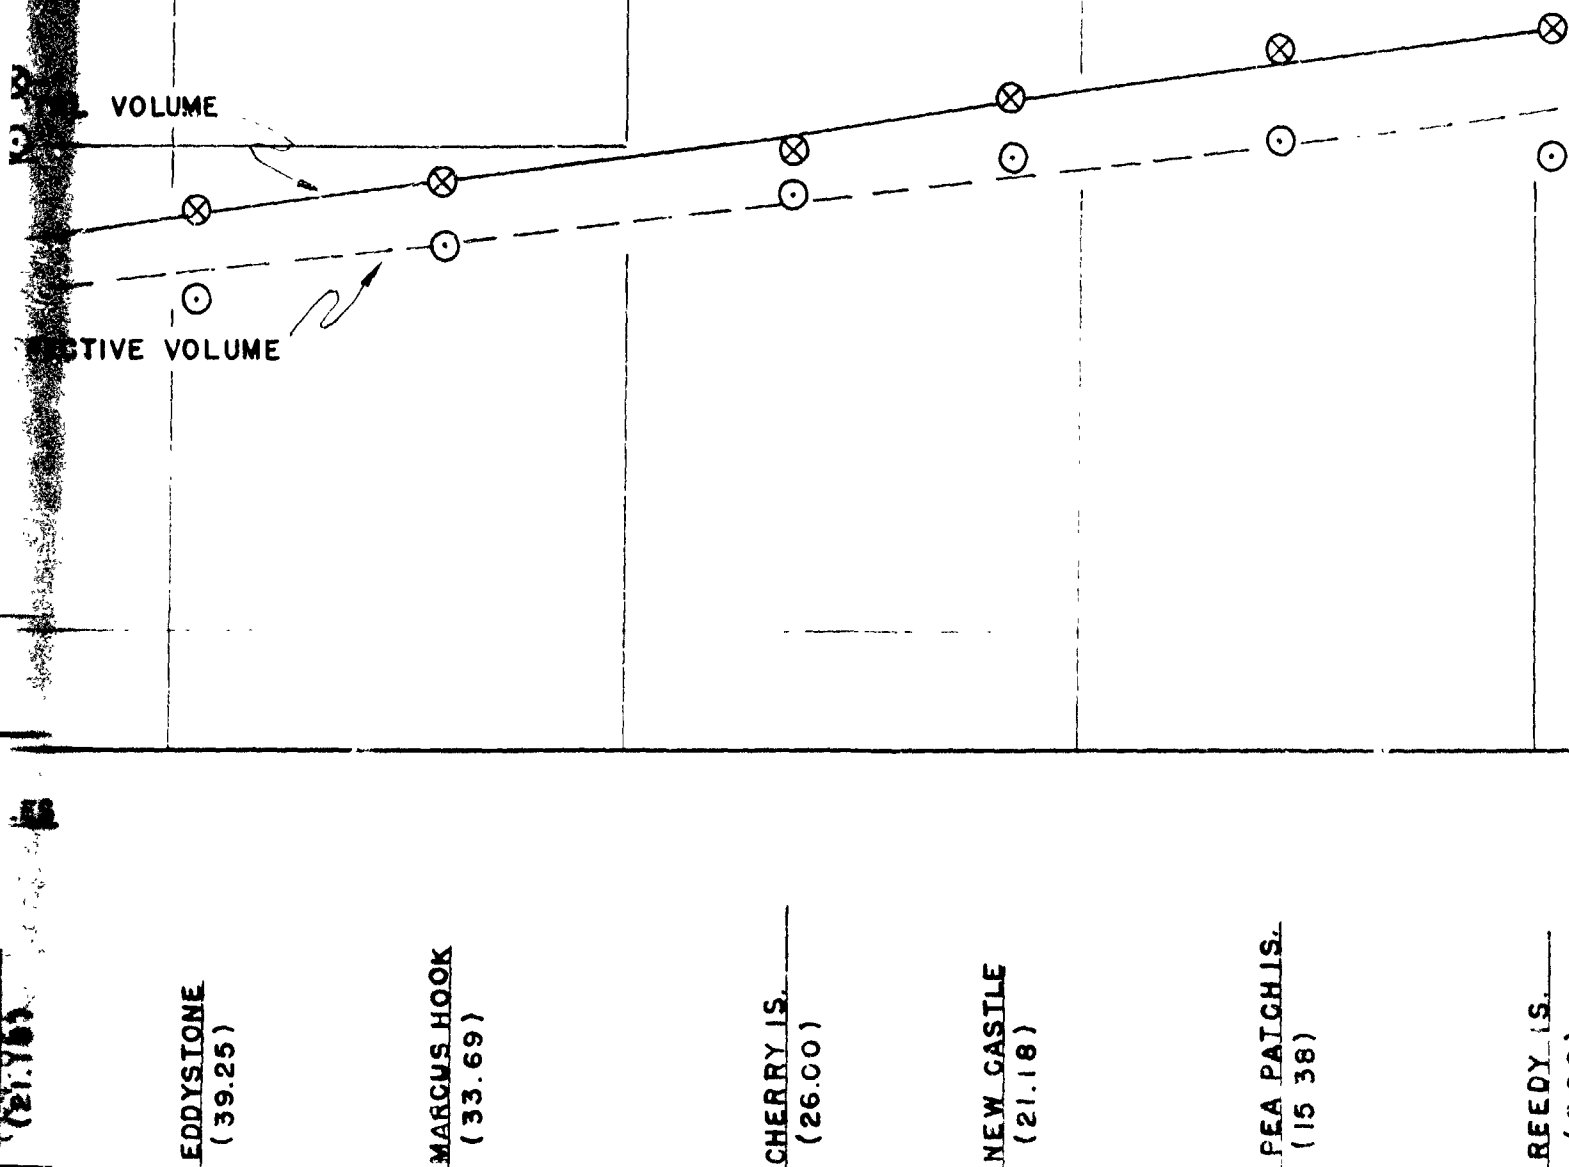 VOLUME
VOLUME
EDDYSTONE
(39.25)
MARCUS HOOK
(33.69)
CHERRY IS.
(26.00)
NEW CASTLE
(21.18)
PEA PATCH IS.
(15 38)
REEDY IS.